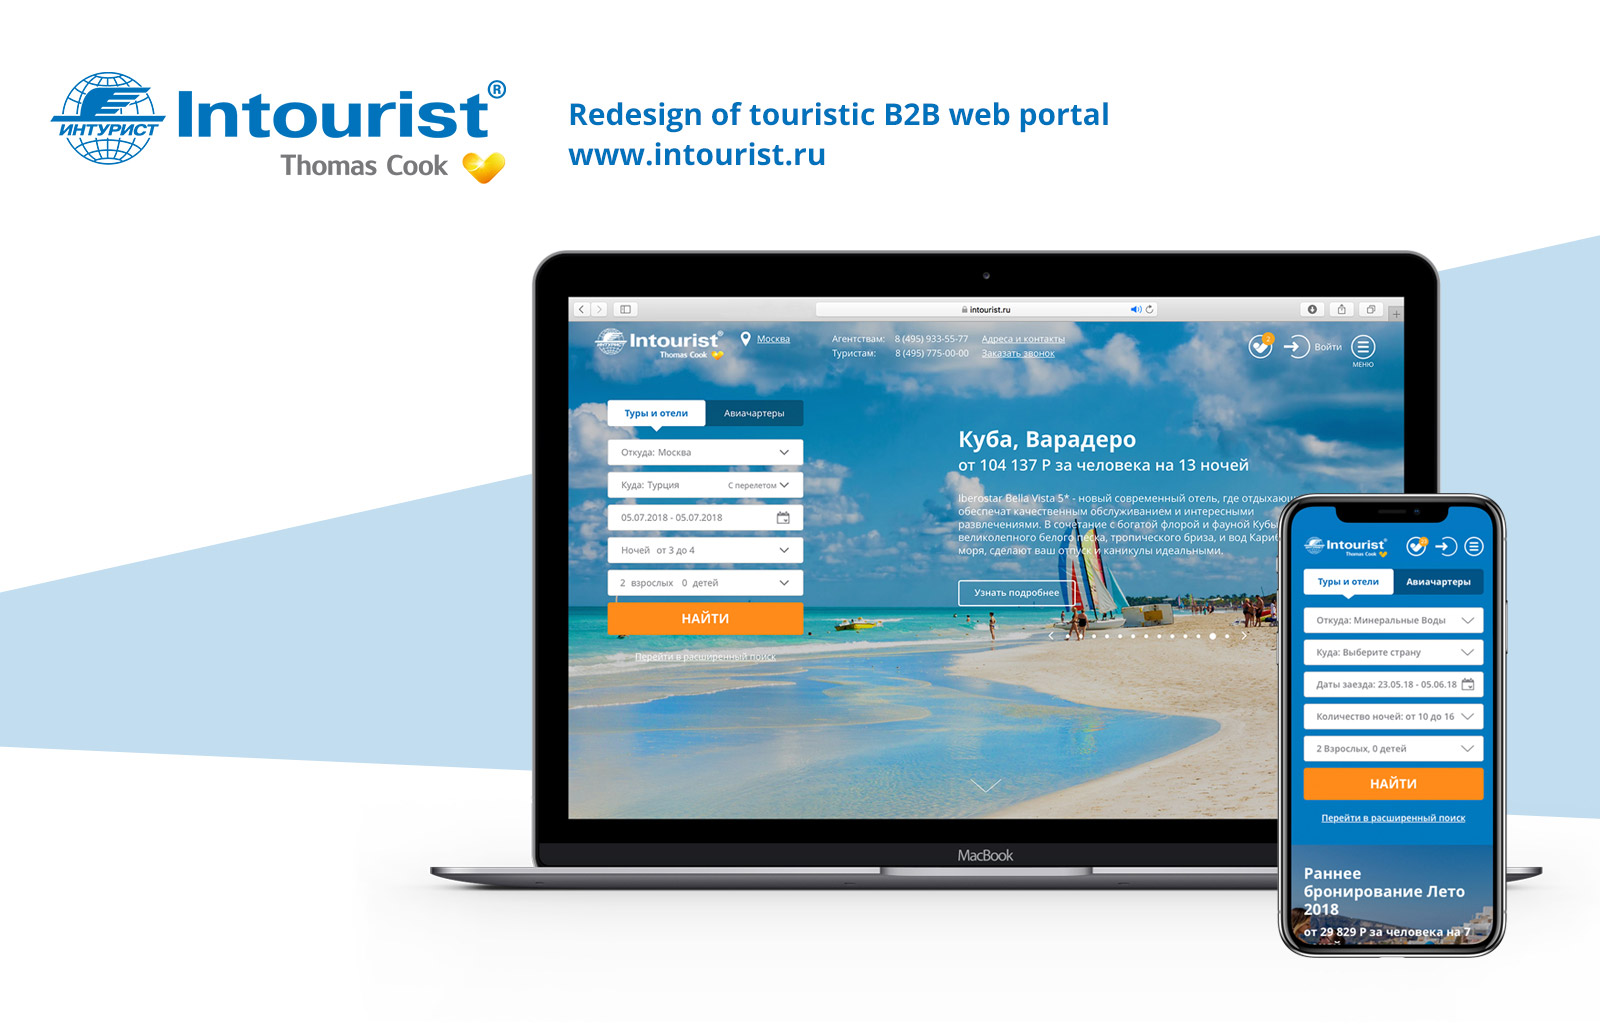 ИНТУРИСТ
Intourist®
Thomas Cook
Redesign of touristic B2B web portal
www.intourist.ru
intourist.ru
ИНТУРИСТ
Intourist®
Thomas Cook
Москва
Агентствам: 8 (495) 933-55-77
Туристам: 8 (495) 775-00-00
Адреса и контакты
Заказать звонок
2
Войти
МЕНЮ
Туры и отели
Авиачартеры
Откуда: Москва
Куда: Турция С перелетом
05.07.2018 - 05.07.2018
Ночей от 3 до 4
2 взрослых 0 детей
НАЙТИ
Перейти в расширенный поиск
Куба, Варадеро
от 104 137 Р за человека на 13 ночей
Iberostar Bella Vista 5* - новый современный отель, где отдыхающ
обеспечат качественным обслуживанием и интересными
развлечениями. В сочетание с богатой флорой и фауной Кубы
великолепного белого песка, тропического бриза, и вод Кариб
моря, сделают ваш отпуск и каникулы идеальными.
Узнать подробнее
MacBook
Intourist
Thomas Cook
Туры и отели
Авиачартеры
Откуда: Минеральные Воды
Куда: Выберите страну
Даты заезда: 23.05.18 - 05.06.18
Количество ночей: от 10 до 16
2 Взрослых, 0 детей
НАЙТИ
Перейти в расширенный поиск
Раннее
бронирование Лето
2018
от 29 829 Р за человека на 7